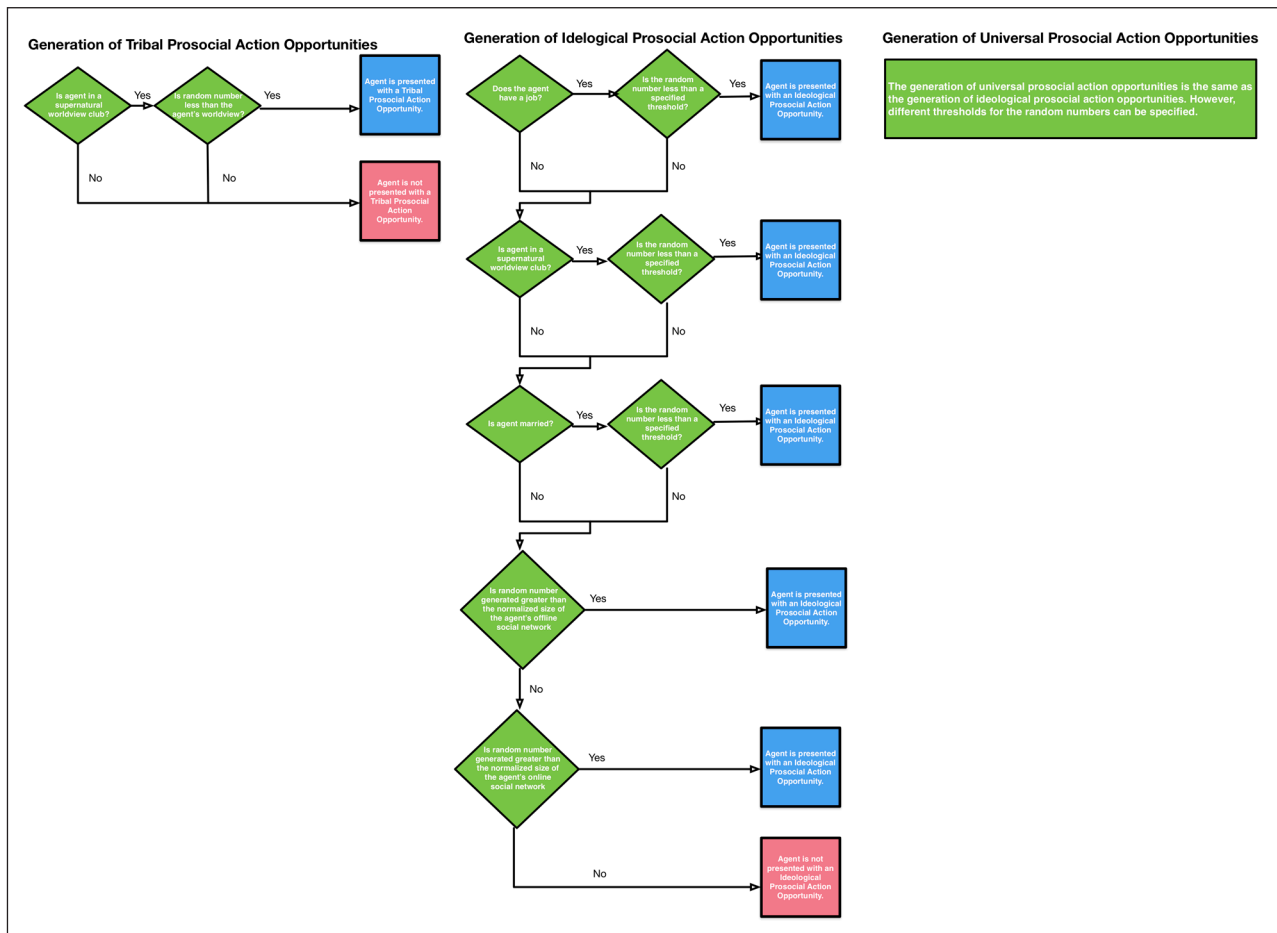 Generation of Tribal Prosocial Action Opportunities
Is agent in a
supernatural
worldview club?
Yes
Is random number
less than the
agent's worldview?
Yes
Agent is presented
with a Tribal
Prosocial Action
Opportunity.
No
No
Agent is not
presented with a
Tribal Prosocial
Action
Opportunity.
Generation of Idelogical Prosocial Action Opportunities
Does the agent
have a job?
Yes
Is the random
number less than a
specified
threshold?
Yes
Agent is presented
with an Ideological
Prosocial Action
Opportunity.
No
No
Is agent in a
supernatural
worldview club?
Yes
Is the random
number less than a
specified
threshold?
Yes
Agent is presented
with an Ideological
Prosocial Action
Opportunity.
No
No
Is agent married?
Yes
Is the random
number less than a
specified
threshold?
Yes
Agent is presented
with an Ideological
Prosocial Action
Opportunity.
No
No
Is random number
generated greater than
the normalized size of
the agent's offline
social network
Yes
Agent is presented
with an Ideological
Prosocial Action
Opportunity.
No
Is random number
generated greater than
the normalized size of
the agent's online
social network
Yes
Agent is presented
with an Ideological
Prosocial Action
Opportunity.
No
Agent is not
presented with an
Ideological
Prosocial Action
Opportunity.
Generation of Universal Prosocial Action Opportunities
The generation of universal prosocial action opportunities is the same as
the generation of ideological prosocial action opportunities. However,
different thresholds for the random numbers can be specified.